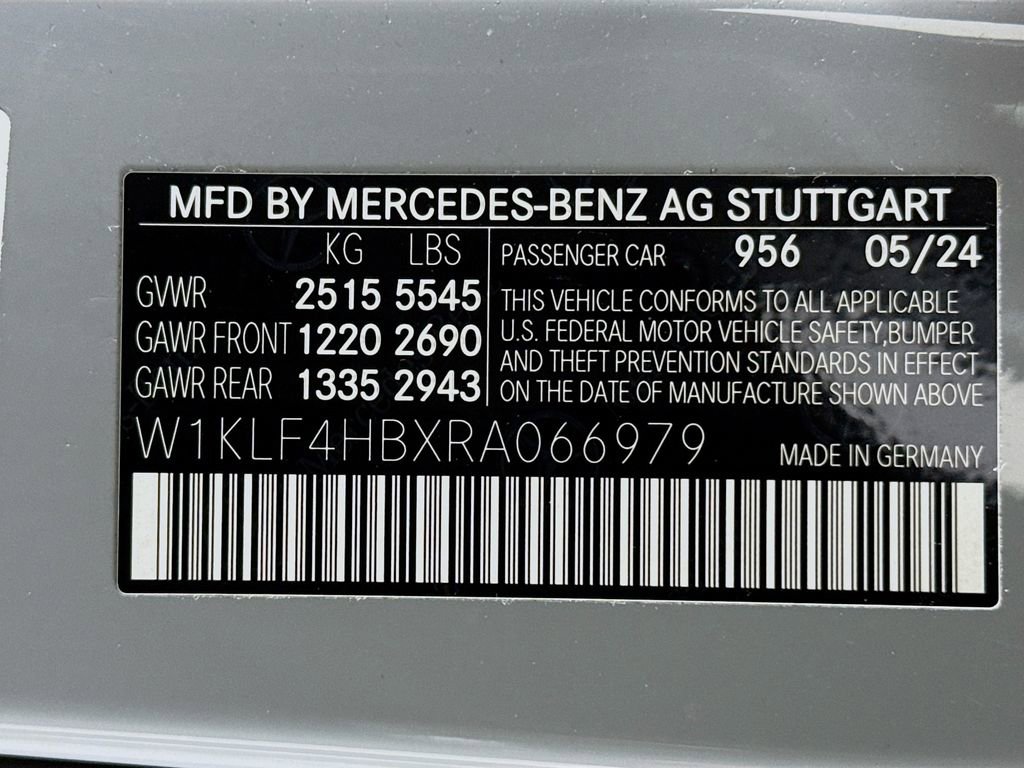 MFD BY MERCEDES-BENZ AG STUTTGART
KG LBS
GVWR 2515 5545
GAWR FRONT 1220 2690
GAWR REAR 1335 2943
PASSENGER CAR 956 05/24
THIS VEHICLE CONFORMS TO ALL APPLICABLE
U.S. FEDERAL MOTOR VEHICLE SAFETY,BUMPER
AND THEFT PREVENTION STANDARDS IN EFFECT
ON THE DATE OF MANUFACTURE SHOWN ABOVE
W1KLF4HBXRA066979
MADE IN GERMANY